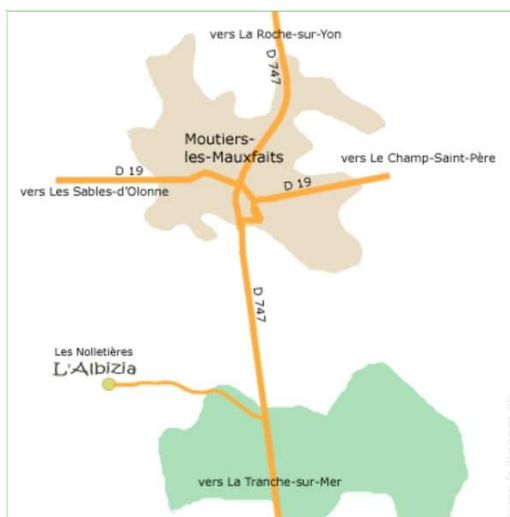 vers La Roche-sur-Yon
D 747
Moutiers-
les-Mauxfaits
vers Le Champ-Saint-Père
D 19
D 19
vers Les Sables-d'Olonne
D 747
Les Nolletières
L'Albizia
vers La Tranche-sur-Mer